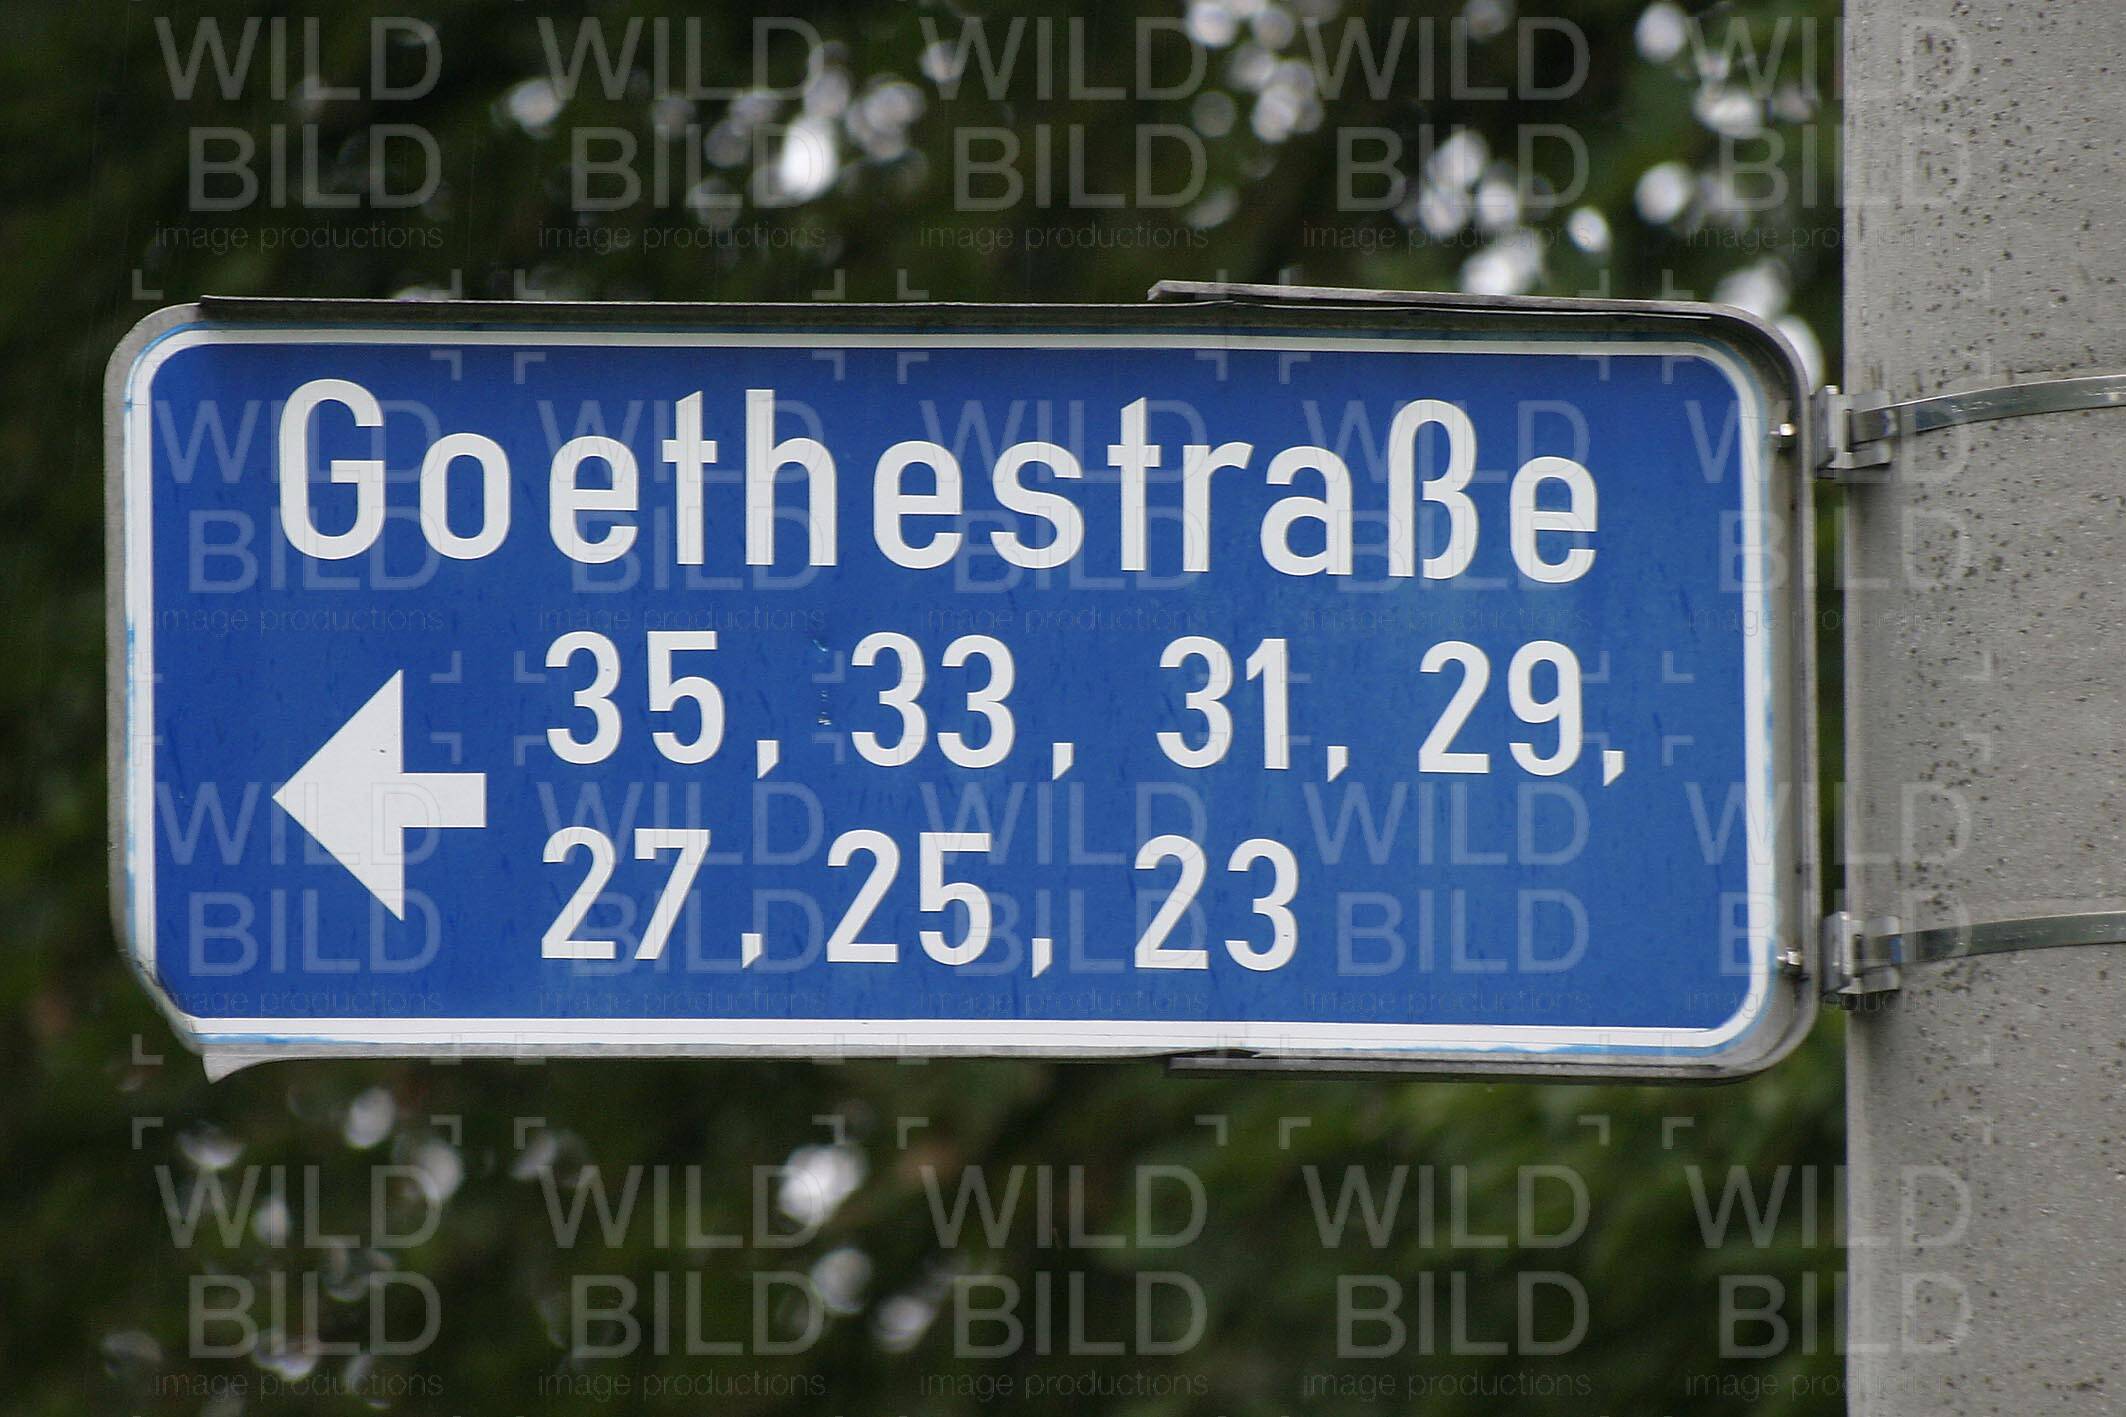 Goethestraße
35, 33, 31, 29,
27, 25, 23
WILD
BILD
image productions